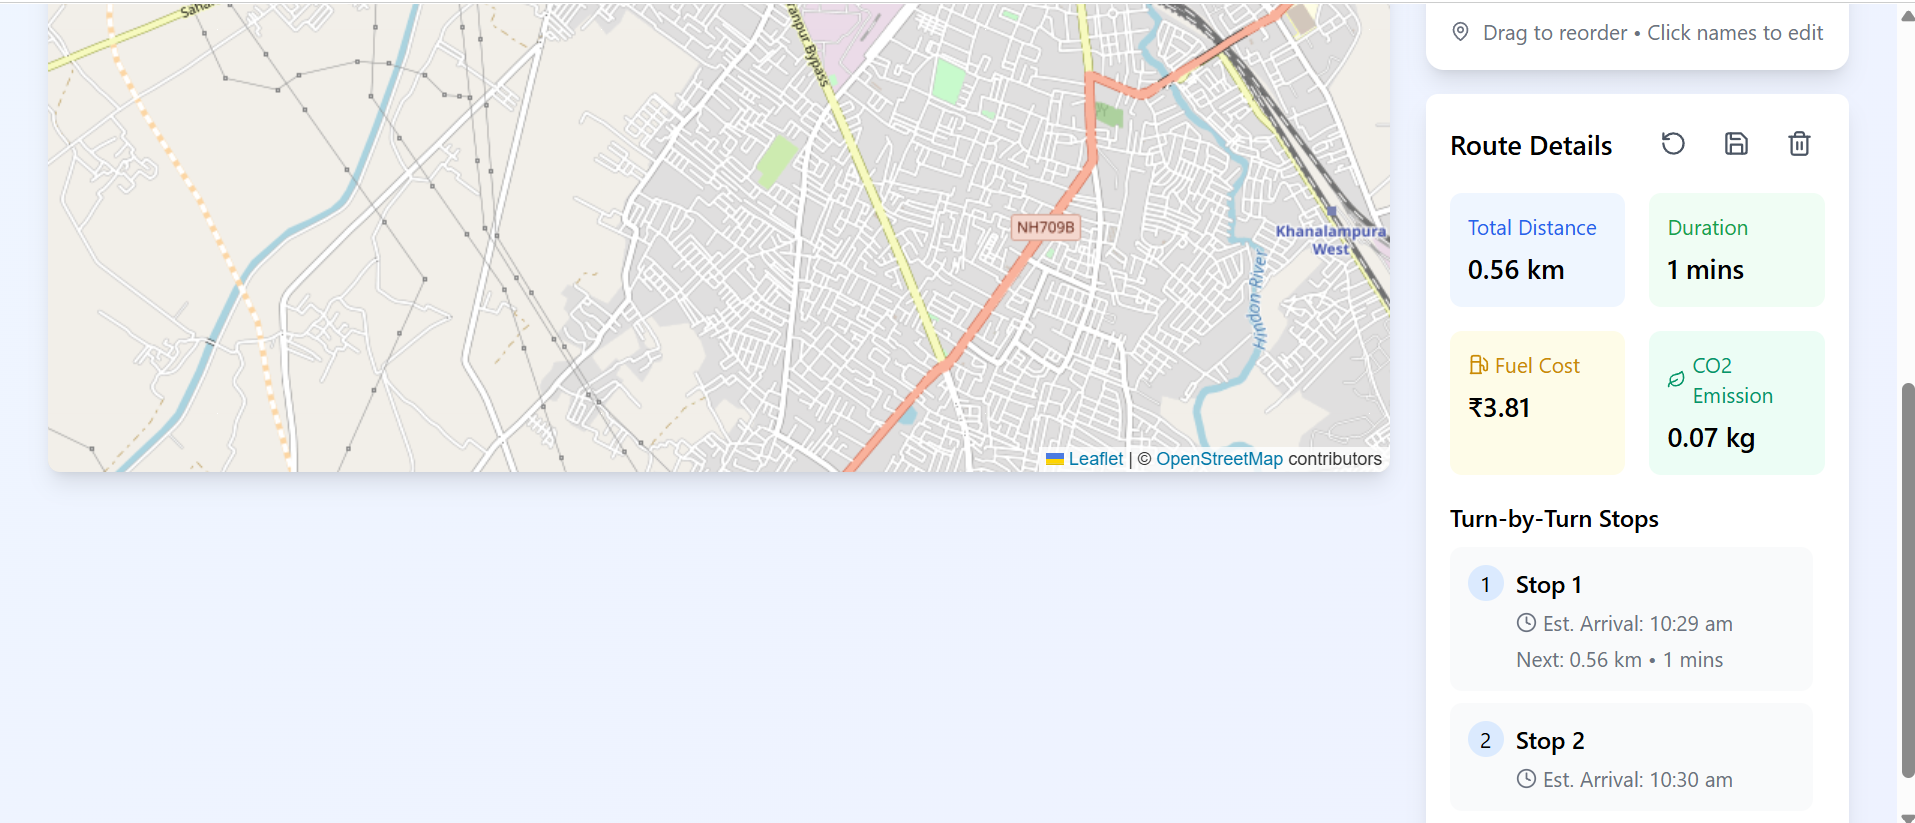 Saha
ranpur Bypass
NH709B
Khanalampura
West
Hindon River
Leaflet | © OpenStreetMap contributors
Drag to reorder • Click names to edit
Route Details
Total Distance
0.56 km
Duration
1 mins
Fuel Cost
₹3.81
CO2
Emission
0.07 kg
Turn-by-Turn Stops
1
Stop 1
Est. Arrival: 10:29 am
Next: 0.56 km • 1 mins
2
Stop 2
Est. Arrival: 10:30 am